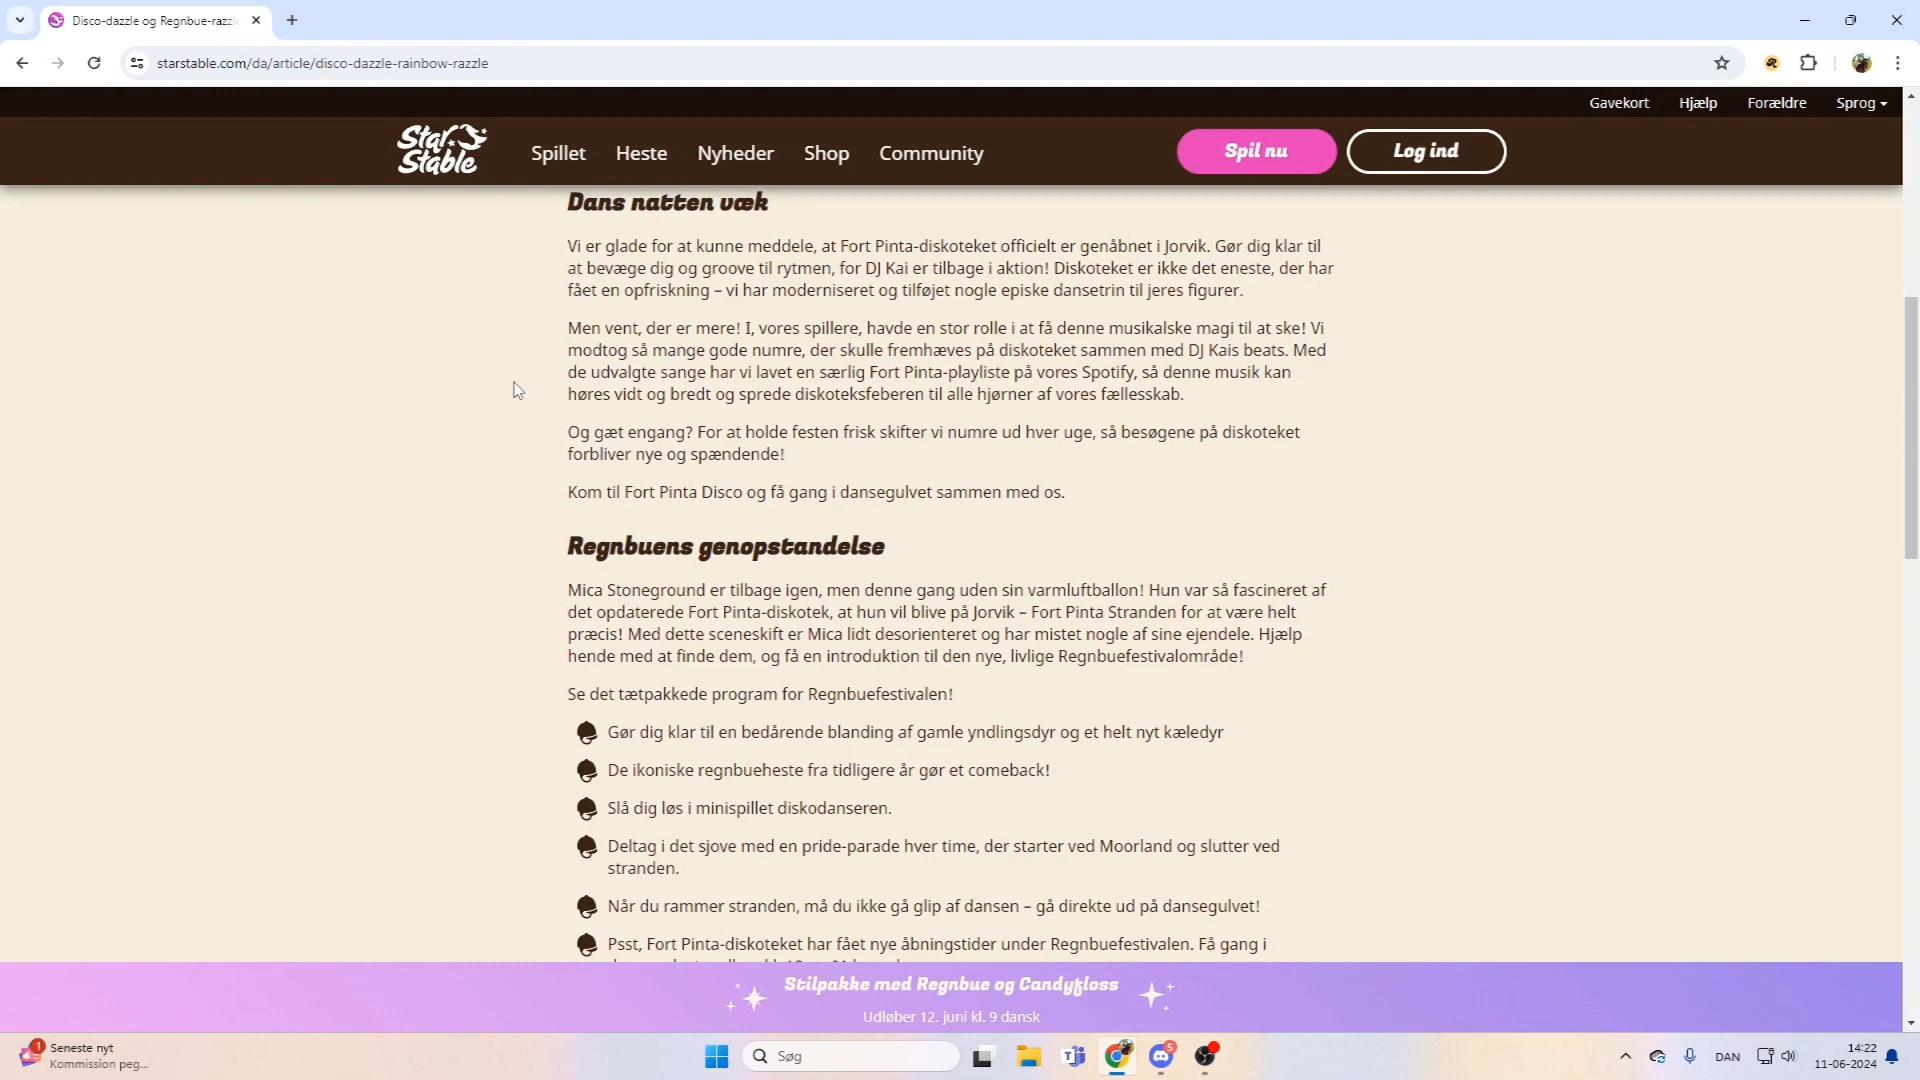 Disco-dazzle og Regnbue-razzl
starstable.com/da/article/disco-dazzle-rainbow-razzle
Gavekort Hjælp Forældre Sprog
Star Stable
Spillet Heste Nyheder Shop Community Spil nu Log ind
Dans natten væk
Vi er glade for at kunne meddele, at Fort Pinta-diskoteket officielt er genåbnet i Jorvik. Gør dig klar til
at bevæge dig og groove til rytmen, for DJ Kai er tilbage i aktion! Diskoteket er ikke det eneste, der har
fået en opfriskning – vi har moderniseret og tilføjet nogle episke dansetrin til jeres figurer.
Men vent, der er mere! I, vores spillere, havde en stor rolle i at få denne musikalske magi til at ske! Vi
modtog så mange gode numre, der skulle fremhæves på diskoteket sammen med DJ Kais beats. Med
de udvalgte sange har vi lavet en særlig Fort Pinta-playliste på vores Spotify, så denne musik kan
høres vidt og bredt og sprede diskoteksfeberen til alle hjørner af vores fællesskab.
Og gæt engang? For at holde festen frisk skifter vi numre ud hver uge, så besøgene på diskoteket
forbliver nye og spændende!
Kom til Fort Pinta Disco og få gang i dansegulvet sammen med os.
Regnbuens genopstandelse
Mica Stoneground er tilbage igen, men denne gang uden sin varmluftballon! Hun var så fascineret af
det opdaterede Fort Pinta-diskotek, at hun vil blive på Jorvik – Fort Pinta Stranden for at være helt
præcis! Med dette sceneskift er Mica lidt desorienteret og har mistet nogle af sine ejendele. Hjælp
hende med at finde dem, og få en introduktion til den nye, livlige Regnbuefestivalområde!
Se det tætpakkede program for Regnbuefestivalen!
Gør dig klar til en bedårende blanding af gamle yndlingsdyr og et helt nyt kæledyr
De ikoniske regnbueheste fra tidligere år gør et comeback!
Slå dig løs i minispillet diskodanseren.
Deltag i det sjove med en pride-parade hver time, der starter ved Moorland og slutter ved
stranden.
Når du rammer stranden, må du ikke gå glip af dansen – gå direkte ud på dansegulvet!
Psst, Fort Pinta-diskoteket har fået nye åbningstider under Regnbuefestivalen. Få gang i
Stilpakke med Regnbue og Candyfloss
Udløber 12. juni kl. 9 dansk
1 Seneste nyt
Kommission peg...
Søg
5
DAN
14:22
11-06-2024